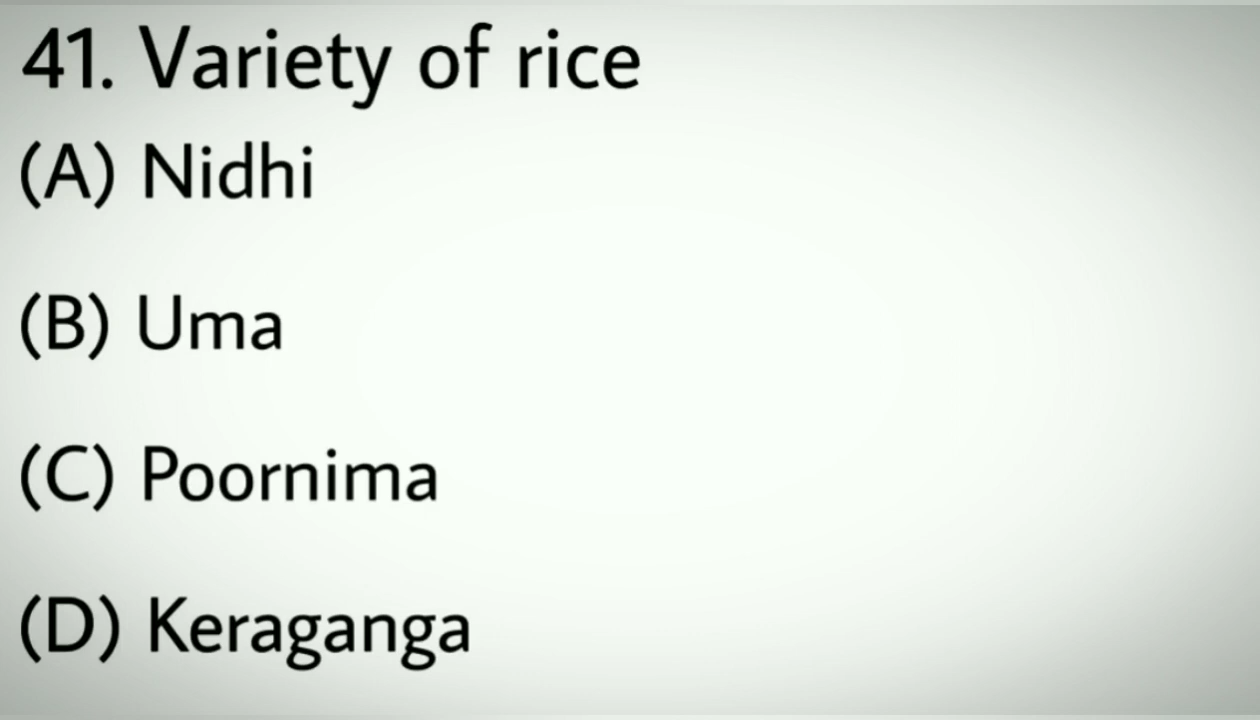 41. Variety of rice
(A) Nidhi
(B) Uma
(C) Poornima
(D) Keraganga